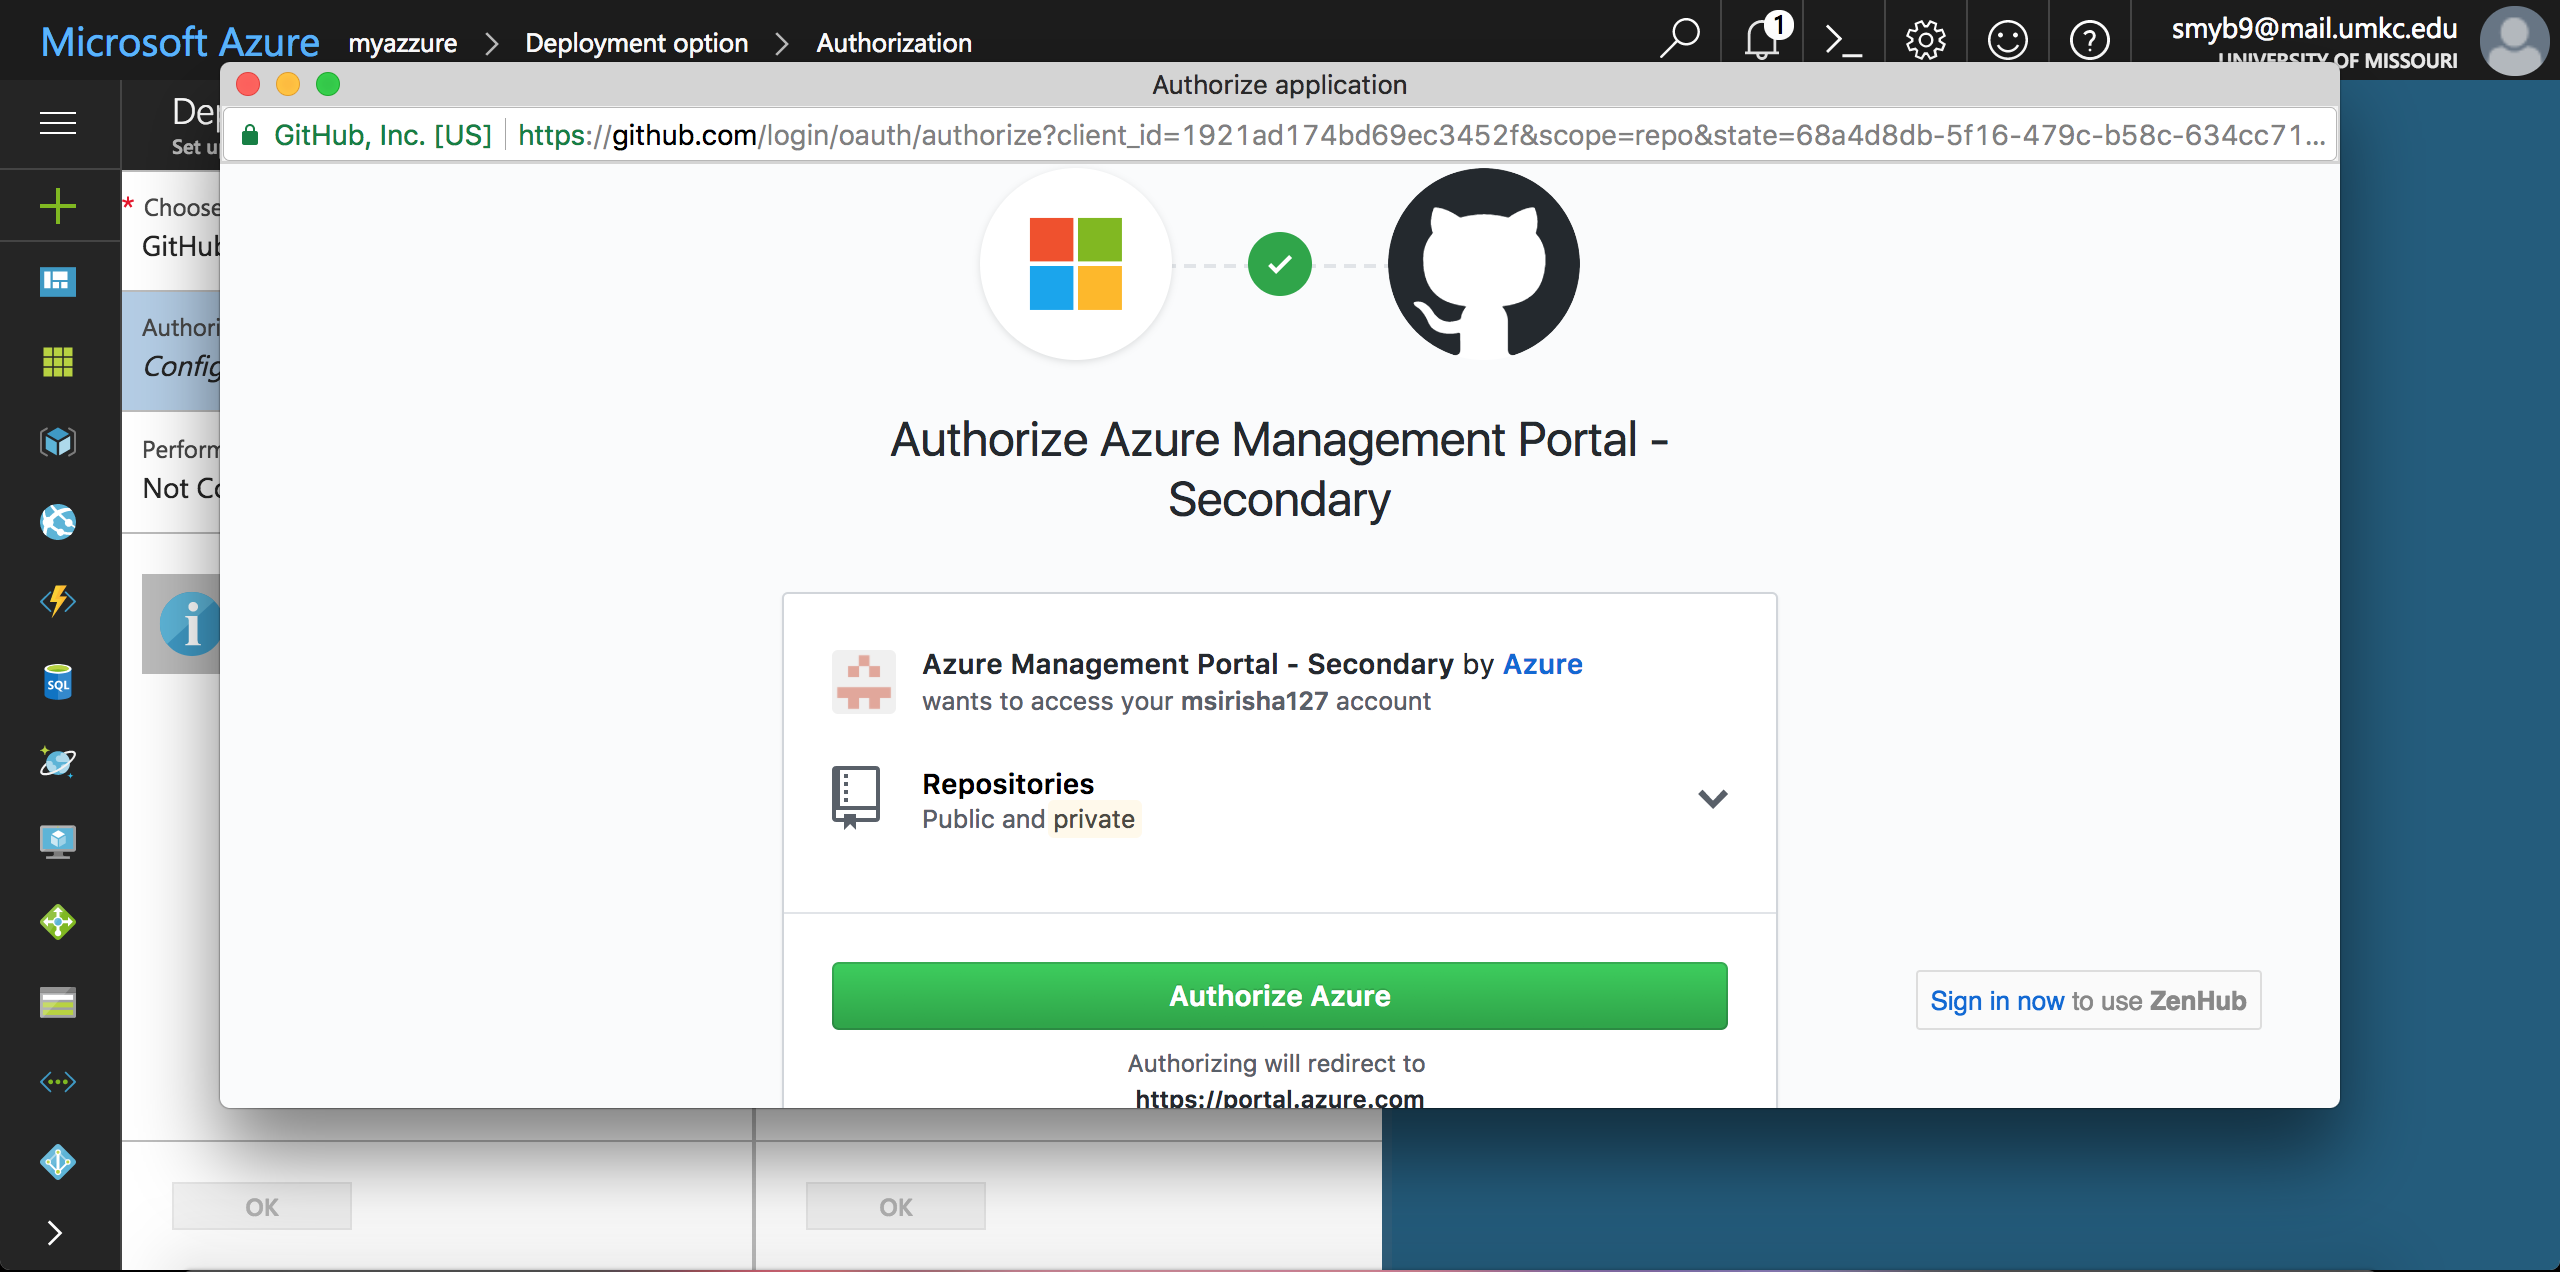 Microsoft Azure myazzure > Deployment option > Authorization
1
smyb9@mail.umkc.edu
UNIVERSITY OF MISSOURI
Authorize application
GitHub, Inc. [US] https://github.com/login/oauth/authorize?client_id=1921ad174bd69ec3452f&scope=repo&state=68a4d8db-5f16-479c-b58c-634cc71...
Set u
* Choose
GitHub
Authori
Config
Perform
Not Co
SQL
Authorize Azure Management Portal -
Secondary
Azure Management Portal - Secondary by Azure
wants to access your msirisha127 account
Repositories
Public and private
Authorize Azure
Authorizing will redirect to
https://portal.azure.com
Sign in now to use ZenHub
OK
OK